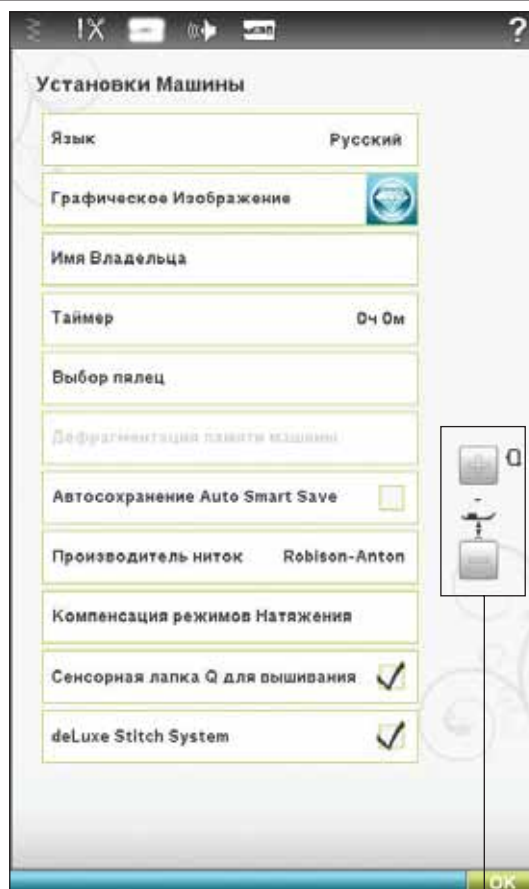 !
?
Установки Машины
Язык Русский
Графическое Изображение
Имя Владельца
Таймер 0ч 0м
Выбор пялец
Дефрагментация памяти машины
Q
Автосохранение Auto Smart Save
Производитель ниток Robison-Anton
Компенсация режимов Натяжения
Сенсорная лапка Q для вышивания
deLuxe Stitch System
OK